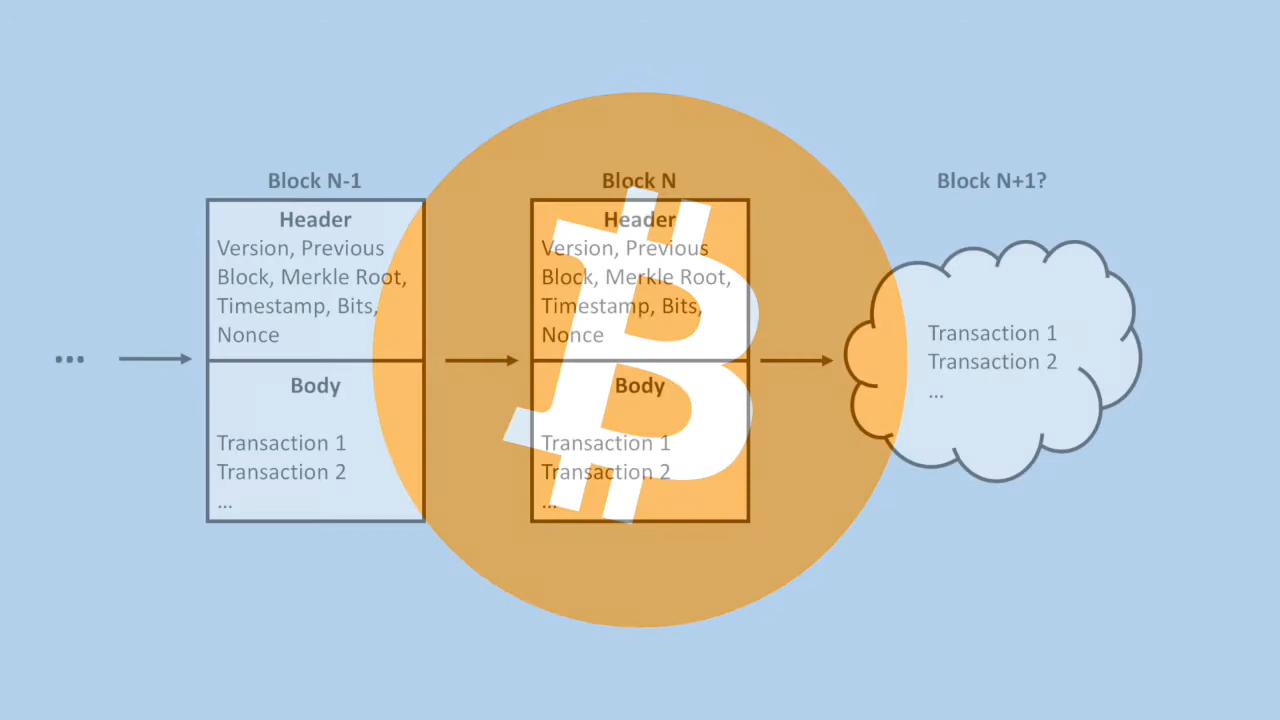 Block N-1
Header
Version, Previous
Block, Merkle Root,
Timestamp, Bits,
Nonce
Body
Transaction 1
Transaction 2
...
Block N
Header
Version, Previous
Block, Merkle Root,
Timestamp, Bits,
Nonce
Body
Transaction 1
Transaction 2
...
Block N+1?
Transaction 1
Transaction 2
...
...